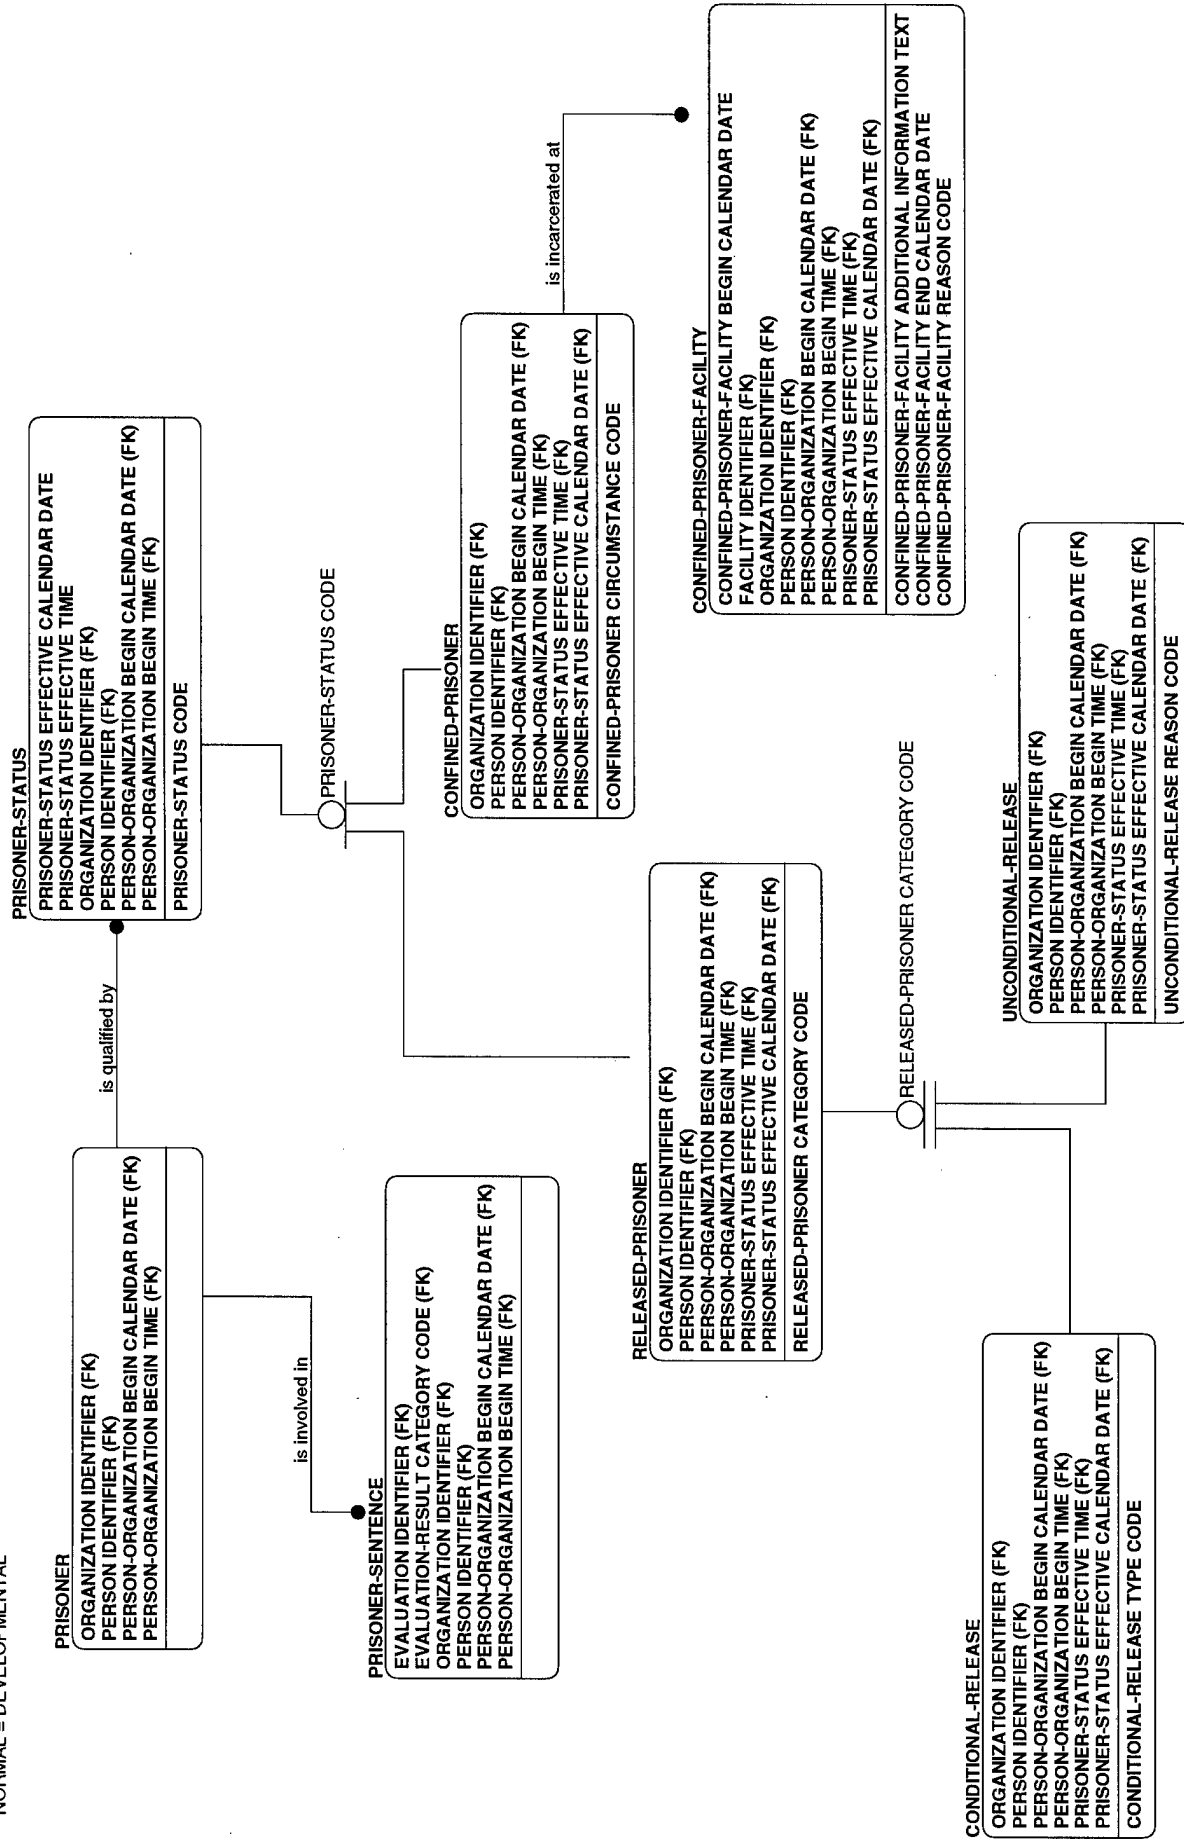 NORMAL = DEVELOPMENTAL
PRISONER
ORGANIZATION IDENTIFIER (FK)
PERSON IDENTIFIER (FK)
PERSON-ORGANIZATION BEGIN CALENDAR DATE (FK)
PERSON-ORGANIZATION BEGIN TIME (FK)
is qualified by
PRISONER-STATUS
PRISONER-STATUS EFFECTIVE CALENDAR DATE
PRISONER-STATUS EFFECTIVE TIME
ORGANIZATION IDENTIFIER (FK)
PERSON IDENTIFIER (FK)
PERSON-ORGANIZATION BEGIN CALENDAR DATE (FK)
PERSON-ORGANIZATION BEGIN TIME (FK)
PRISONER-STATUS CODE
is involved in
PRISONER-SENTENCE
EVALUATION IDENTIFIER (FK)
EVALUATION-RESULT CATEGORY CODE (FK)
ORGANIZATION IDENTIFIER (FK)
PERSON IDENTIFIER (FK)
PERSON-ORGANIZATION BEGIN CALENDAR DATE (FK)
PERSON-ORGANIZATION BEGIN TIME (FK)
PRISONER-STATUS CODE
CONFINED-PRISONER
ORGANIZATION IDENTIFIER (FK)
PERSON IDENTIFIER (FK)
PERSON-ORGANIZATION BEGIN CALENDAR DATE (FK)
PERSON-ORGANIZATION BEGIN TIME (FK)
PRISONER-STATUS EFFECTIVE TIME (FK)
PRISONER-STATUS EFFECTIVE CALENDAR DATE (FK)
CONFINED-PRISONER CIRCUMSTANCE CODE
is incarcerated at
RELEASED-PRISONER
ORGANIZATION IDENTIFIER (FK)
PERSON IDENTIFIER (FK)
PERSON-ORGANIZATION BEGIN CALENDAR DATE (FK)
PERSON-ORGANIZATION BEGIN TIME (FK)
PRISONER-STATUS EFFECTIVE TIME (FK)
PRISONER-STATUS EFFECTIVE CALENDAR DATE (FK)
RELEASED-PRISONER CATEGORY CODE
CONFINED-PRISONER-FACILITY
CONFINED-PRISONER-FACILITY BEGIN CALENDAR DATE
FACILITY IDENTIFIER (FK)
ORGANIZATION IDENTIFIER (FK)
PERSON IDENTIFIER (FK)
PERSON-ORGANIZATION BEGIN CALENDAR DATE (FK)
PERSON-ORGANIZATION BEGIN TIME (FK)
PRISONER-STATUS EFFECTIVE TIME (FK)
PRISONER-STATUS EFFECTIVE CALENDAR DATE (FK)
CONFINED-PRISONER-FACILITY ADDITIONAL INFORMATION TEXT
CONFINED-PRISONER-FACILITY END CALENDAR DATE
CONFINED-PRISONER-FACILITY REASON CODE
RELEASED-PRISONER CATEGORY CODE
CONDITIONAL-RELEASE
ORGANIZATION IDENTIFIER (FK)
PERSON IDENTIFIER (FK)
PERSON-ORGANIZATION BEGIN CALENDAR DATE (FK)
PERSON-ORGANIZATION BEGIN TIME (FK)
PRISONER-STATUS EFFECTIVE TIME (FK)
PRISONER-STATUS EFFECTIVE CALENDAR DATE (FK)
CONDITIONAL-RELEASE TYPE CODE
UNCONDITIONAL-RELEASE
ORGANIZATION IDENTIFIER (FK)
PERSON IDENTIFIER (FK)
PERSON-ORGANIZATION BEGIN CALENDAR DATE (FK)
PERSON-ORGANIZATION BEGIN TIME (FK)
PRISONER-STATUS EFFECTIVE TIME (FK)
PRISONER-STATUS EFFECTIVE CALENDAR DATE (FK)
UNCONDITIONAL-RELEASE REASON CODE